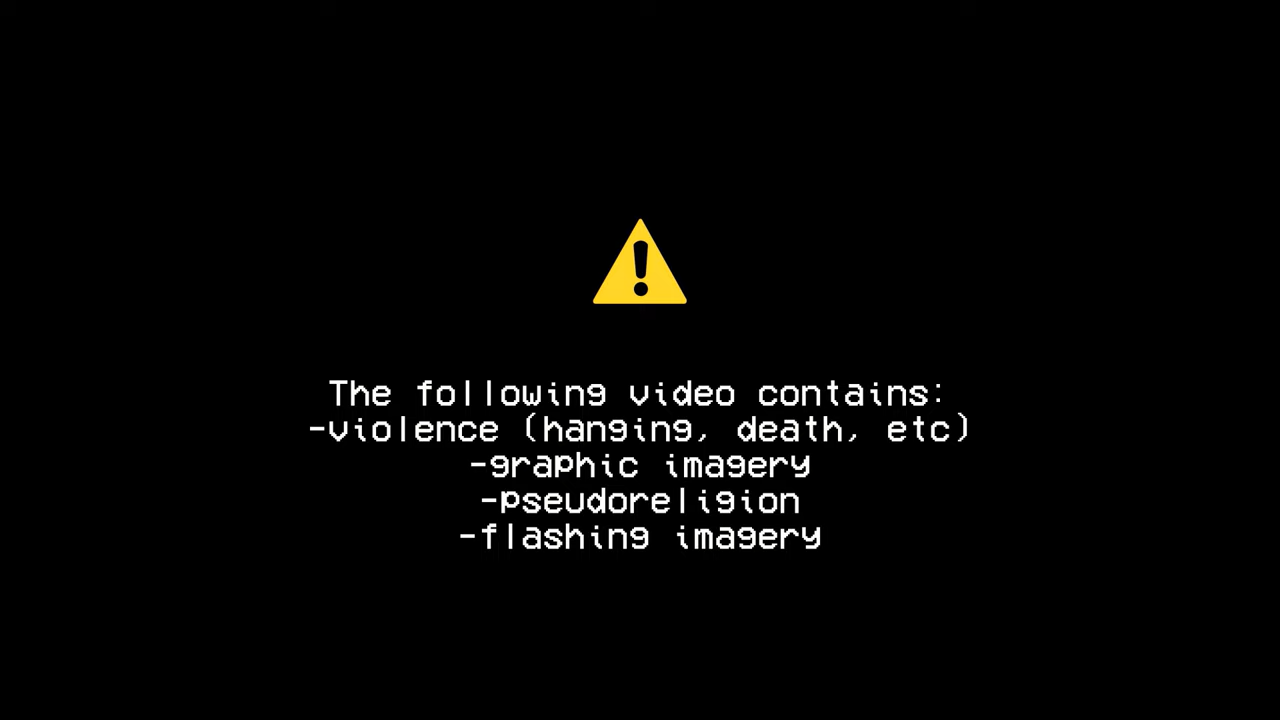 The following video contains:
-violence (hanging, death, etc)
-graphic imagery
-pseudoreligion
-flashing imagery